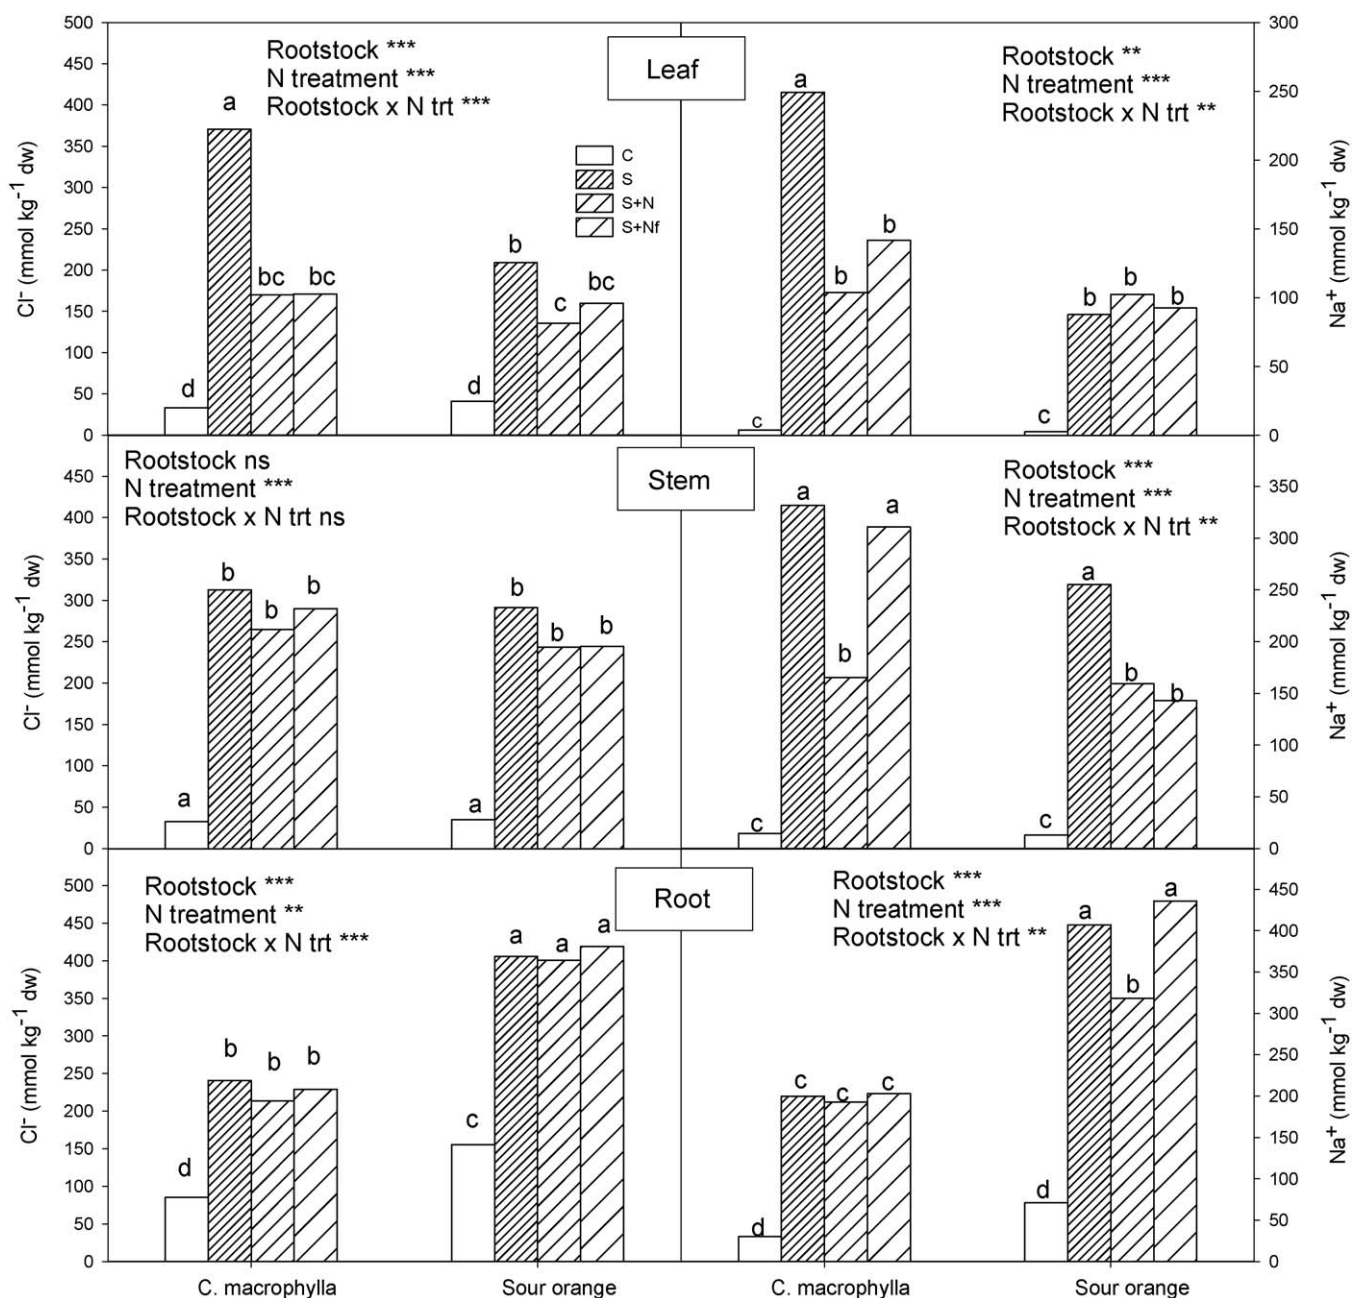 Leaf
Cl⁻ (mmol kg⁻¹ dw)
500
450
400
350
300
250
200
150
100
50
0
Rootstock ***
N treatment ***
Rootstock x N trt ***
C
S
S+N
S+Nf
d
a
bc
bc
d
b
c
bc
Rootstock **
N treatment ***
Rootstock x N trt **
c
a
b
b
c
b
b
b
300
250
200
150
100
50
0
Na⁺ (mmol kg⁻¹ dw)
Stem
Cl⁻ (mmol kg⁻¹ dw)
450
400
350
300
250
200
150
100
50
0
Rootstock ns
N treatment ***
Rootstock x N trt ns
a
b
b
b
a
b
b
b
Rootstock ***
N treatment ***
Rootstock x N trt **
c
a
b
a
c
a
b
b
350
300
250
200
150
100
50
0
Na⁺ (mmol kg⁻¹ dw)
Root
Cl⁻ (mmol kg⁻¹ dw)
500
450
400
350
300
250
200
150
100
50
0
Rootstock ***
N treatment **
Rootstock x N trt ***
d
b
b
b
c
a
a
a
Rootstock ***
N treatment ***
Rootstock x N trt **
d
c
c
c
d
a
b
a
450
400
350
300
250
200
150
100
50
0
Na⁺ (mmol kg⁻¹ dw)
C. macrophylla
Sour orange
C. macrophylla
Sour orange